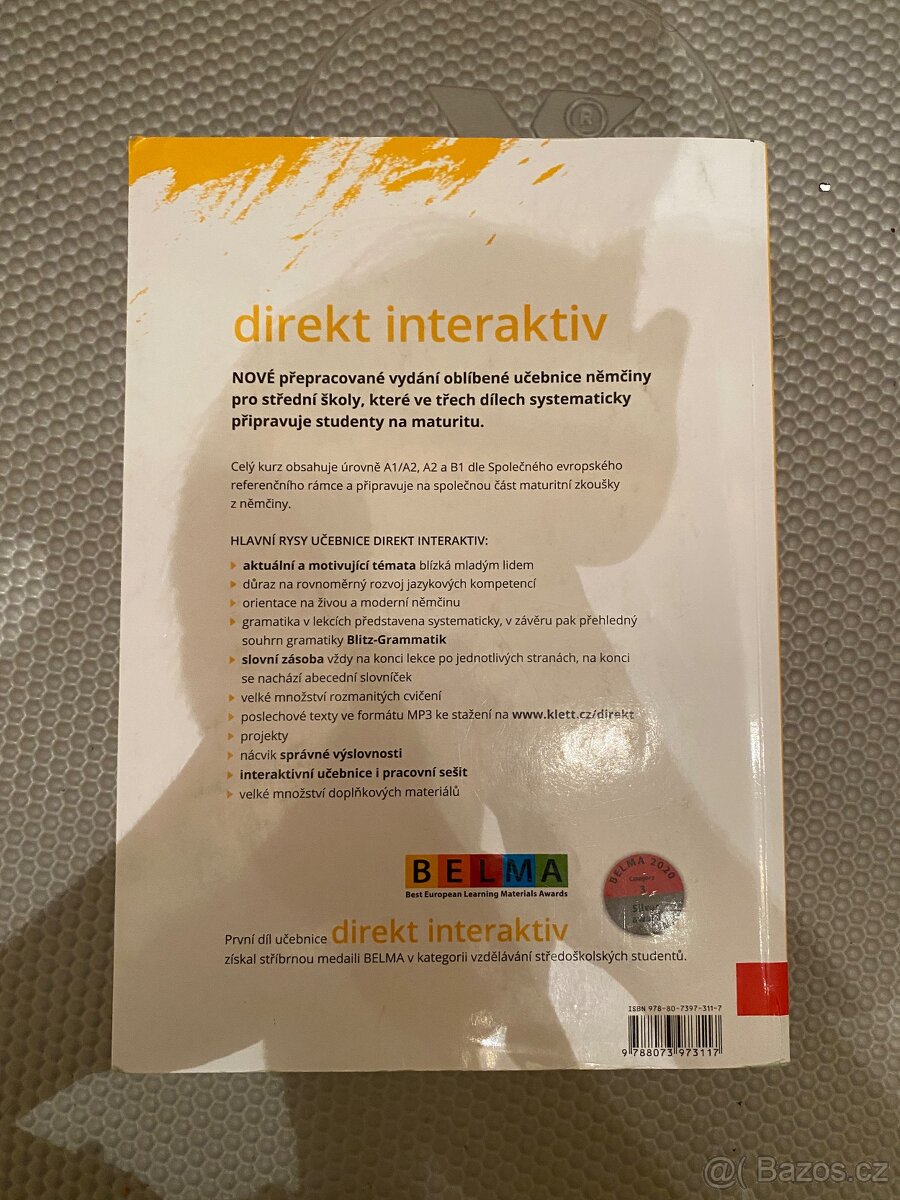 ®
direkt interaktiv
NOVÉ přepracované vydání oblíbené učebnice němčiny
pro střední školy, které ve třech dílech systematicky
připravuje studenty na maturitu.
Celý kurz obsahuje úrovně A1/A2, A2 a B1 dle Společného evropského
referenčního rámce a připravuje na společnou část maturitní zkoušky
z němčiny.
HLAVNÍ RYSY UČEBNICE DIREKT INTERAKTIV:
aktuální a motivující témata blízká mladým lidem
důraz na rovnoměrný rozvoj jazykových kompetencí
orientace na živou a moderní němčinu
gramatika v lekcích představena systematicky, v závěru pak přehledný
souhrn gramatiky Blitz-Grammatik
slovní zásoba vždy na konci lekce po jednotlivých stranách, na konci
se nachází abecední slovníček
velké množství rozmanitých cvičení
poslechové texty ve formátu MP3 ke stažení na www.klett.cz/direkt
projekty
nácvik správné výslovnosti
interaktivní učebnice i pracovní sešit
velké množství doplňkových materiálů
BELMA
Best European Learning Materials Awards
BELMA 2020
Category
3
Silver
award
První díl učebnice direkt interaktiv
získal stříbrnou medaili BELMA v kategorii vzdělávání středoškolských studentů.
ISBN 978-80-7397-311-7
9 788073 973117
@( Bazos.cz